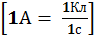 [1A = 1Кл / 1с]